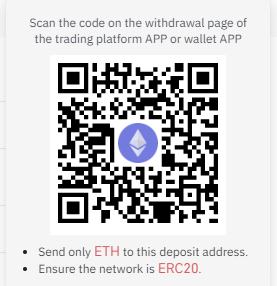 Scan the code on the withdrawal page of
the trading platform APP or wallet APP
• Send only ETH to this deposit address.
• Ensure the network is ERC20.